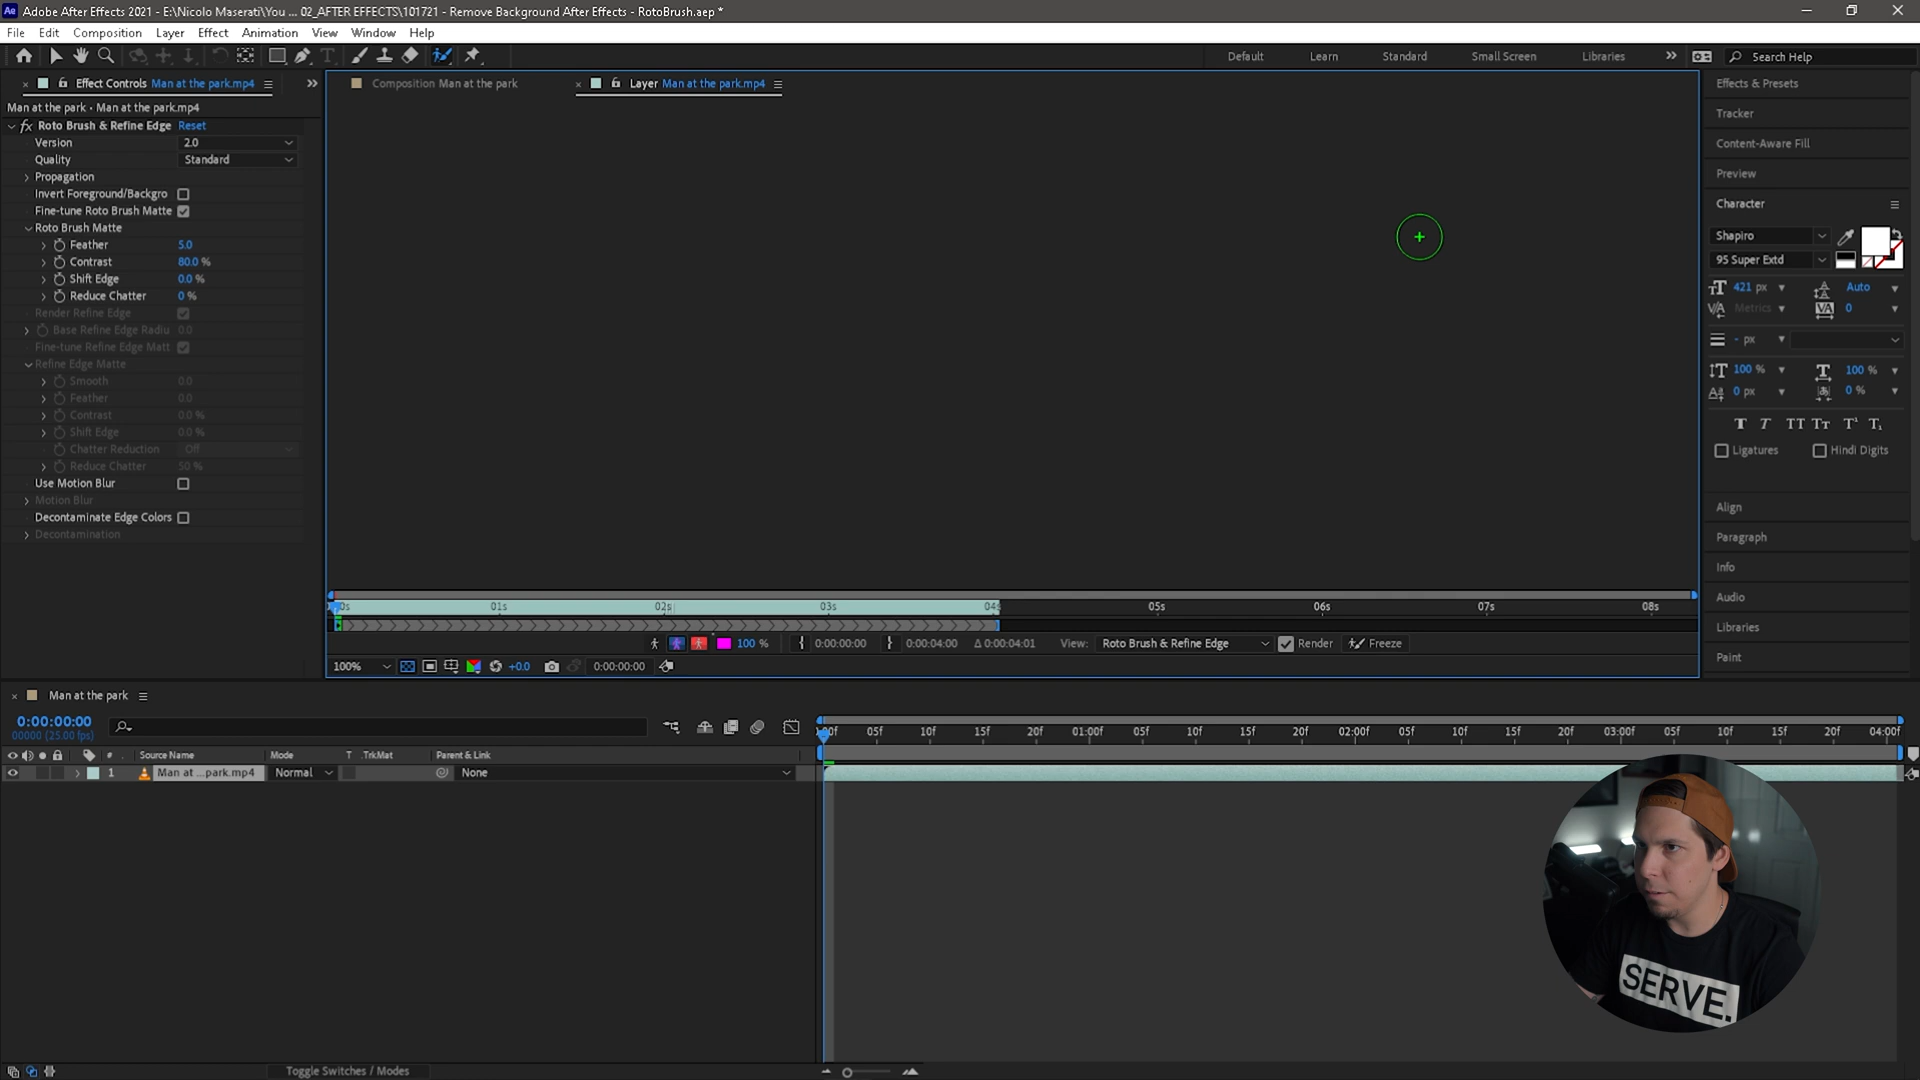 Ae Adobe After Effects 2021 - E:\Nicolo Maserati\You ... 02_AFTER EFFECTS\101721 - Remove Background After Effects - RotoBrush.aep *
File Edit Composition Layer Effect Animation View Window Help
Default Learn Standard Small Screen Libraries Search Help
Effect Controls Man at the park.mp4
Composition Man at the park
Layer Man at the park.mp4
Man at the park • Man at the park.mp4
fx Roto Brush & Refine Edge Reset
Version 2.0
Quality Standard
Propagation
Invert Foreground/Backgro
Fine-tune Roto Brush Matte
Roto Brush Matte
Feather 5.0
Contrast 80.0 %
Shift Edge 0.0 %
Reduce Chatter 0 %
Render Refine Edge
Base Refine Edge Radiu 0.0
Fine-tune Refine Edge Matt
Refine Edge Matte
Smooth 0.0
Feather 0.0
Contrast 0.0 %
Shift Edge 0.0 %
Chatter Reduction Off
Reduce Chatter 50 %
Use Motion Blur
Motion Blur
Decontaminate Edge Colors
Decontamination
01s 02s 03s 04s 05s 06s 07s 08s
100 % 0:00:00:00 0:00:04:00 Δ 0:00:04:01 View: Roto Brush & Refine Edge Render Freeze
100% +0.0 0:00:00:00
Effects & Presets
Tracker
Content-Aware Fill
Preview
Character
Shapiro
95 Super Extd
421 px Auto
Metrics 0
- px
100 % 100 %
0 px 0 %
T T TT Tт T¹ T₁
Ligatures Hindi Digits
Align
Paragraph
Info
Audio
Libraries
Paint
Man at the park
0:00:00:00
00000 (25.00 fps)
05f 10f 15f 20f 01:00f 05f 10f 15f 20f 02:00f 05f 10f 15f 20f 03:00f 05f 10f 15f 20f 04:00f
# Source Name Mode T .TrkMat Parent & Link
1 Man at ...park.mp4 Normal None
SERVE.
Toggle Switches / Modes